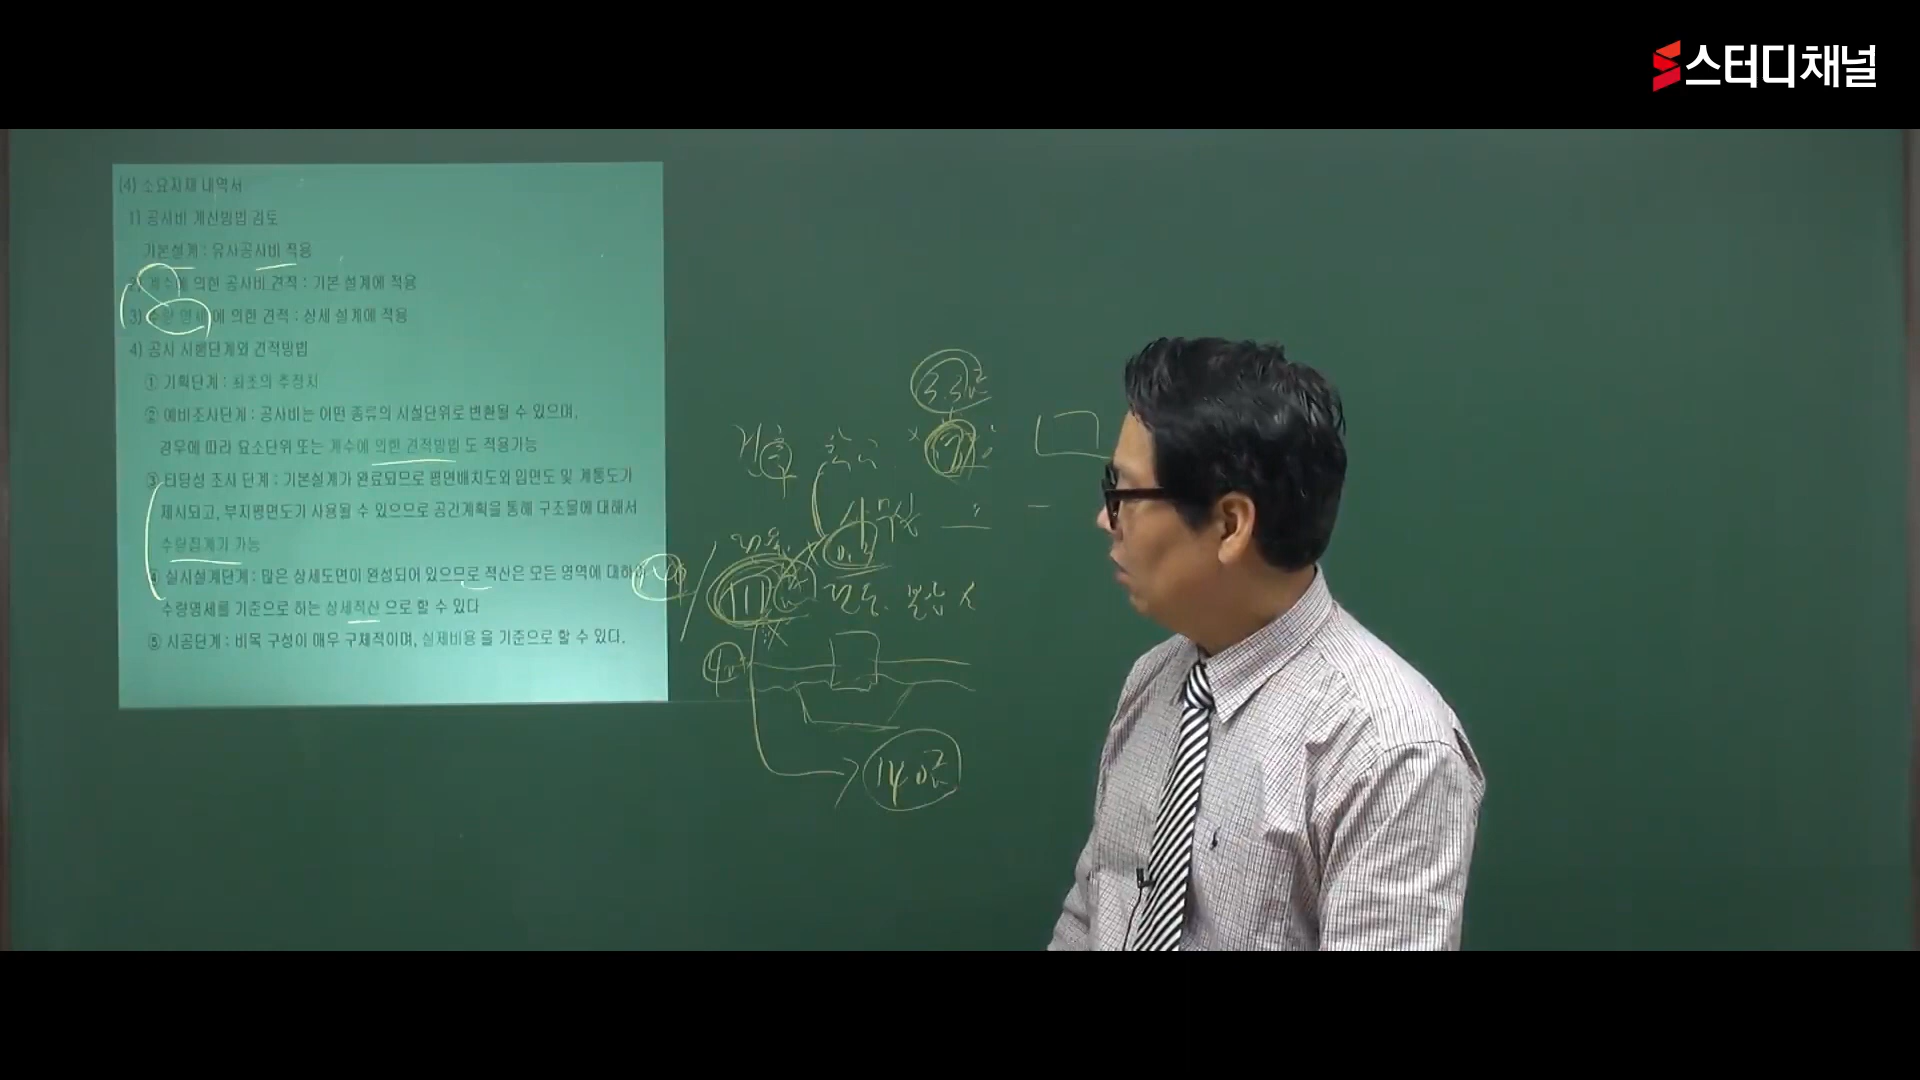 스터디채널
(4) 소요자재 내역서
1) 공사비 계산방법 검토
기본설계 : 유사공사비 적용
2) 계수에 의한 공사비 견적 : 기본 설계에 적용
3) 수량 명세에 의한 견적 : 상세 설계에 적용
4) 공사 시행단계와 견적방법
① 기획단계 : 최초의 추정치
② 예비조사단계 : 공사비는 어떤 종류의 시설단위로 변환될 수 있으며,
경우에 따라 요소단위 또는 계수에 의한 견적방법 도 적용가능
③ 타당성 조사 단계 : 기본설계가 완료되므로 평면배치도와 입면도 및 계통도가
제시되고, 부지평면도가 사용될 수 있으므로 공간계획을 통해 구조물에 대해서
수량집계가 가능
④ 실시설계단계 : 많은 상세도면이 완성되어 있으므로 적산은 모든 영역에 대하여
수량명세를 기준으로 하는 상세적산 으로 할 수 있다
⑤ 시공단계 : 비목 구성이 매우 구체적이며, 실제비용 을 기준으로 할 수 있다.
3.3
사무실
111
14